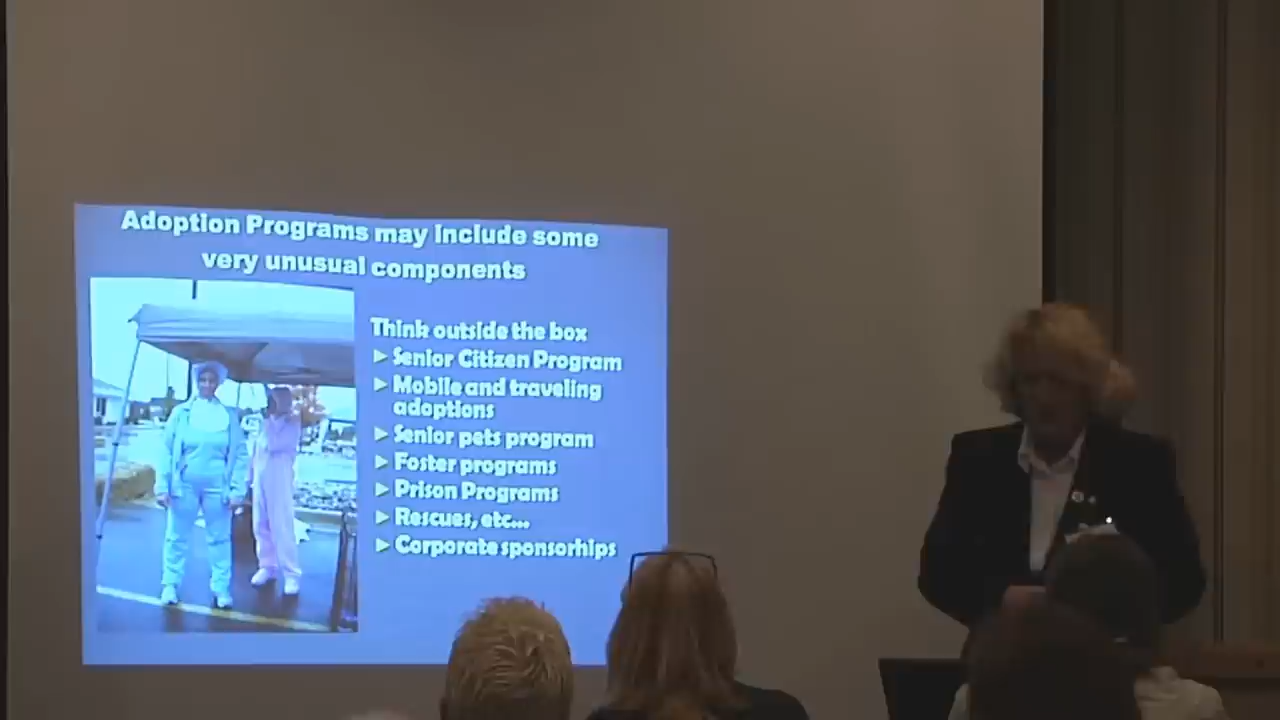 Adoption Programs may include some
very unusual components
Think outside the box
Senior Citizen Program
Mobile and traveling
adoptions
Senior pets program
Foster programs
Prison Programs
Rescues, etc...
Corporate sponsorhips